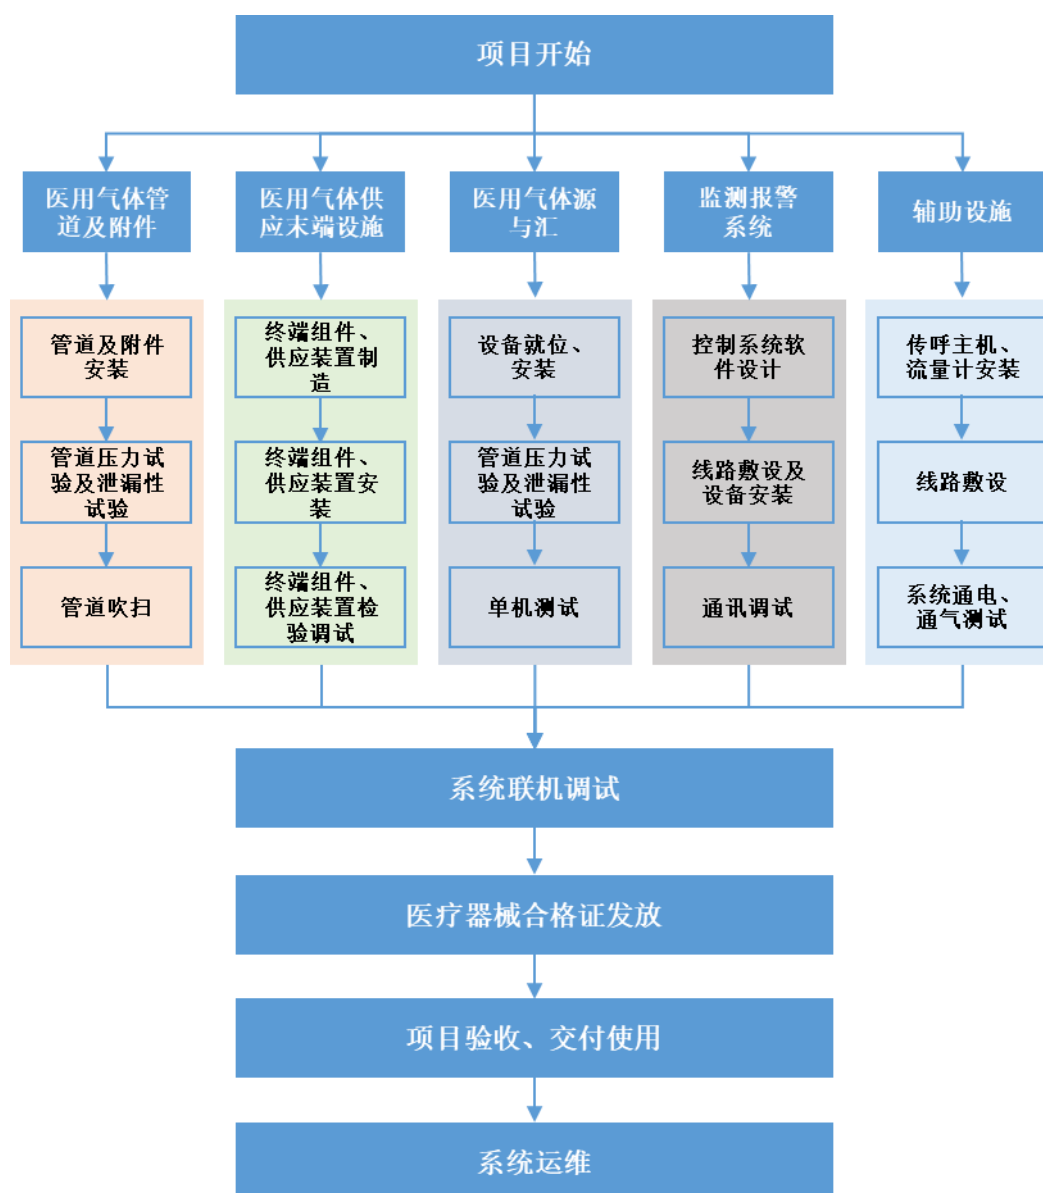 项目开始
医用气体管
道及附件
医用气体供
应末端设施
医用气体源
与汇
监测报警
系统
辅助设施
管道及附件
安装
管道压力试
验及泄漏性
试验
管道吹扫
终端组件、
供应装置制
造
终端组件、
供应装置安
装
终端组件、
供应装置检
验调试
设备就位、
安装
管道压力试
验及泄漏性
试验
单机测试
控制系统软
件设计
线路敷设及
设备安装
通讯调试
传呼主机、
流量计安装
线路敷设
系统通电、
通气测试
系统联机调试
医疗器械合格证发放
项目验收、交付使用
系统运维